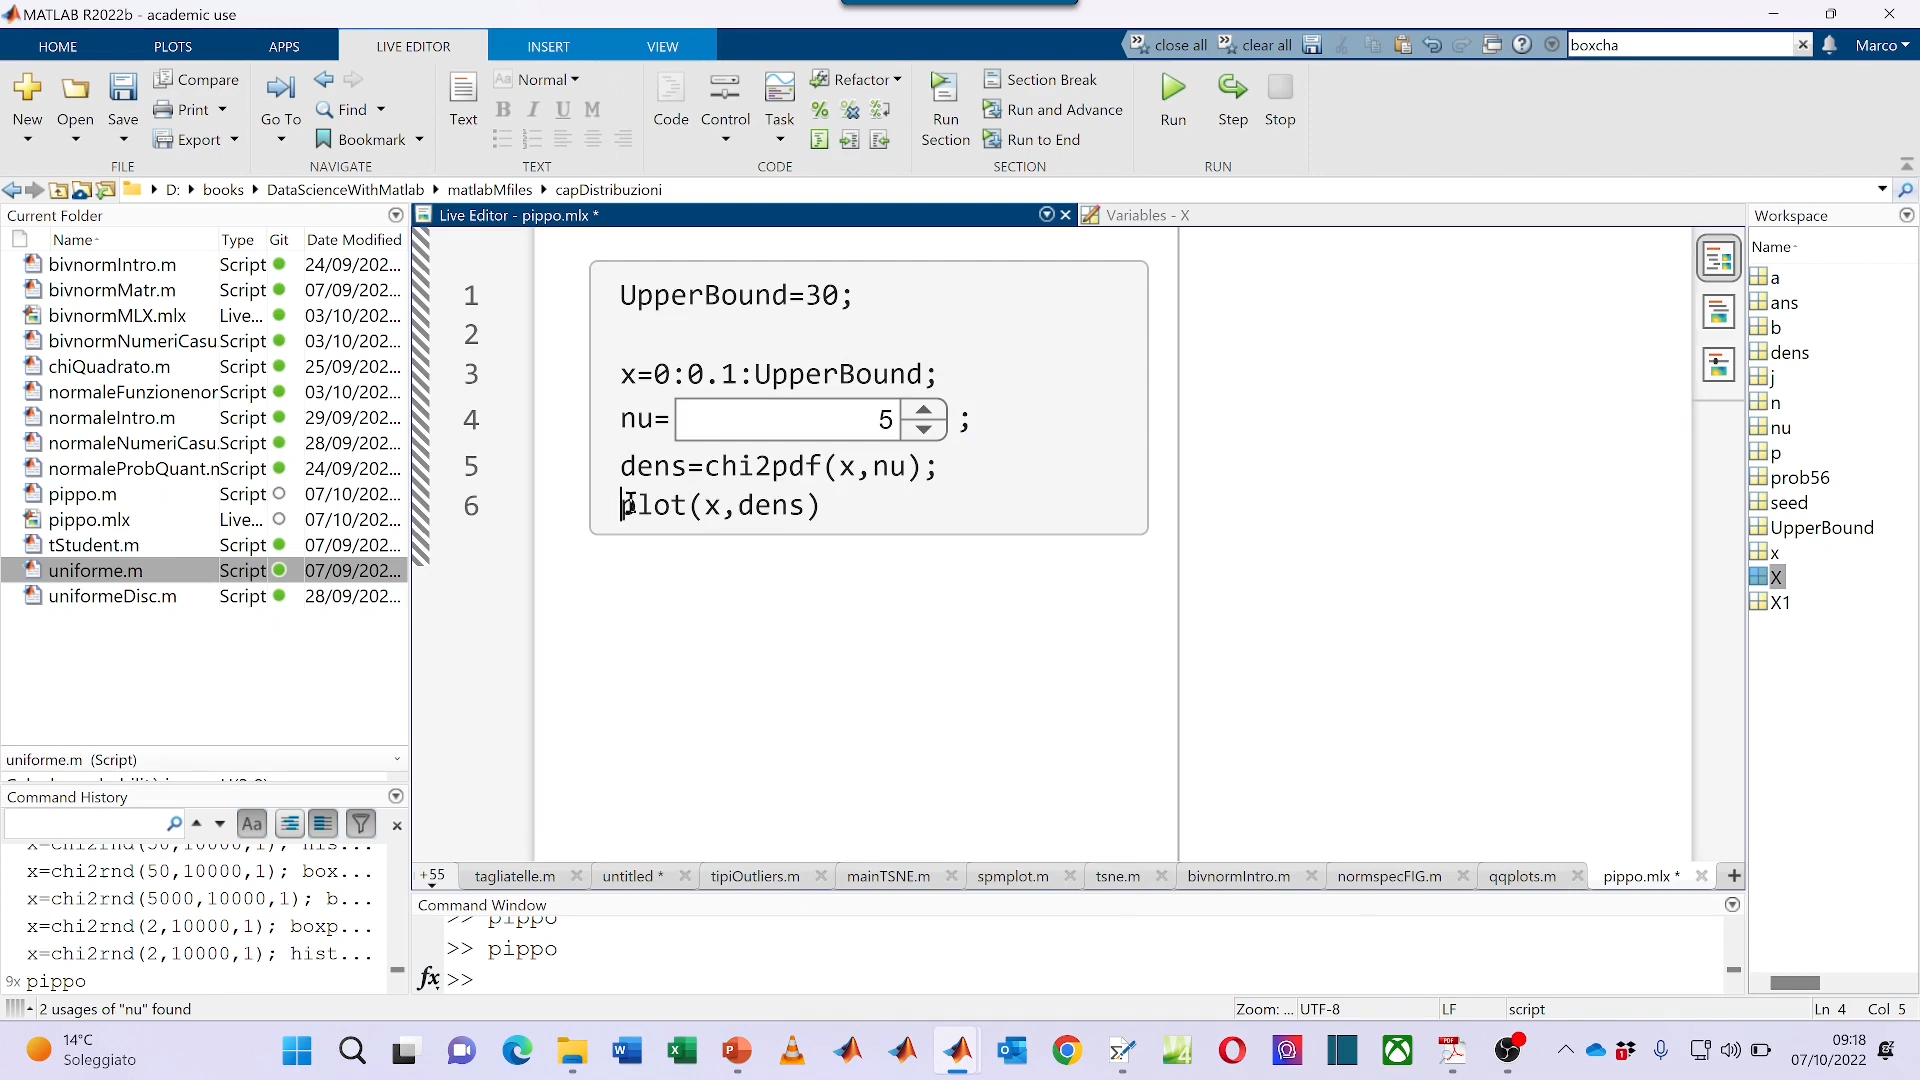 MATLAB R2022b - academic use
HOME PLOTS APPS LIVE EDITOR INSERT VIEW
close all clear all boxcha Marco
New Open Save Compare Print Export
FILE
Go To Find Bookmark
NAVIGATE
Text Aa Normal
B I U M
TEXT
Code Control Task Refactor
CODE
Run Section Section Break
Run and Advance
Run to End
SECTION
Run Step Stop
RUN
D: books DataScienceWithMatlab matlabMfiles capDistribuzioni
Current Folder
Name Type Git Date Modified
bivnormIntro.m Script 24/09/202...
bivnormMatr.m Script 07/09/202...
bivnormMLX.mlx Live... 03/10/202...
bivnormNumeriCasu Script 03/10/202...
chiQuadrato.m Script 25/09/202...
normaleFunzionenor Script 03/10/202...
normaleIntro.m Script 29/09/202...
normaleNumeriCasu. Script 28/09/202...
normaleProbQuant.n Script 24/09/202...
pippo.m Script 07/10/202...
pippo.mlx Live... 07/10/202...
tStudent.m Script 07/09/202...
uniforme.m Script 07/09/202...
uniformeDisc.m Script 28/09/202...
uniforme.m (Script)
Command History
Aa
x=chi2rnd(50,10000,1); his...
x=chi2rnd(50,10000,1); box...
x=chi2rnd(5000,10000,1); b...
x=chi2rnd(2,10000,1); boxp...
x=chi2rnd(2,10000,1); hist...
9x pippo
Live Editor - pippo.mlx *
Variables - X
1 UpperBound=30;
2
3 x=0:0.1:UpperBound;
4 nu= 5 ;
5 dens=chi2pdf(x,nu);
6 plot(x,dens)
+55 tagliatelle.m untitled * tipiOutliers.m mainTSNE.m spmplot.m tsne.m bivnormIntro.m normspecFIG.m qqplots.m pippo.mlx * +
Command Window
>> pippo
>> pippo
fx >>
Workspace
Name
a
ans
b
dens
j
n
nu
p
prob56
seed
UpperBound
x
X
X1
2 usages of "nu" found Zoom: ... UTF-8 LF script Ln 4 Col 5
14°C
Soleggiato
09:18
07/10/2022